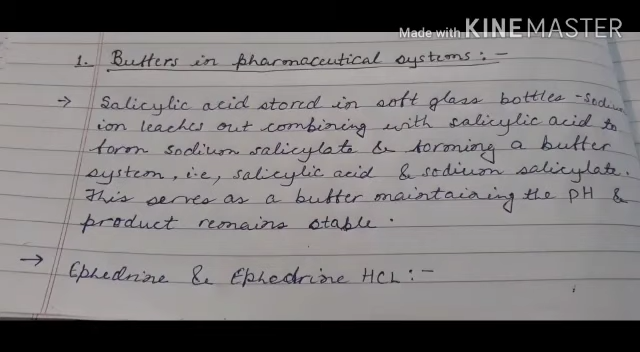 Made with KINEMASTER
1. Buffers in pharmaceutical systems :-
→ Salicylic acid stored in soft glass bottles - Sodium
ion leaches out combining with salicylic acid to
form sodium salicylate & forming a buffer
system, i.e, salicylic acid & sodium salicylate.
This serves as a buffer maintaining the PH &
product remains stable.
→ Ephedrine & Ephedrine HCL :-